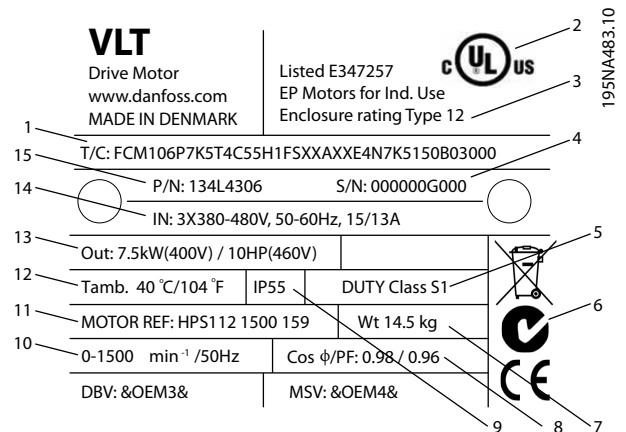 VLT
Drive Motor
www.danfoss.com
MADE IN DENMARK
Listed E347257
EP Motors for Ind. Use
Enclosure rating Type 12
C UL US
195NA483.10
2
3
1
T/C: FCM106P7K5T4C55H1FSXXAXXE4N7K5150B03000
4
15
P/N: 134L4306 S/N: 000000G000
14
IN: 3X380-480V, 50-60Hz, 15/13A
13
Out: 7.5kW(400V) / 10HP(460V)
5
12
Tamb. 40 °C/104 °F IP55 DUTY Class S1
6
11
MOTOR REF: HPS112 1500 159 Wt 14.5 kg
10
0-1500 min⁻¹ /50Hz Cos ϕ/PF: 0.98 / 0.96
CE
DBV: &OEM3& MSV: &OEM4&
9 8 7